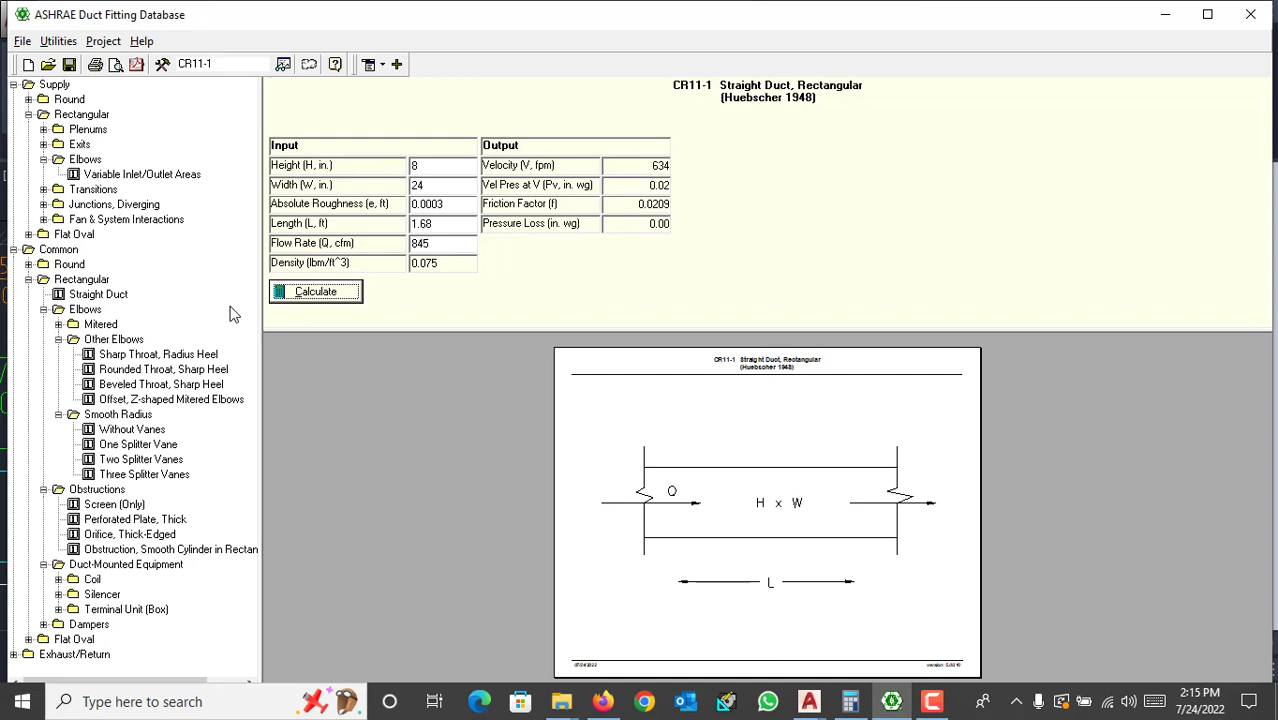 ASHRAE Duct Fitting Database
File Utilities Project Help
CR11-1
Supply
Round
Rectangular
Plenums
Exits
Elbows
Variable Inlet/Outlet Areas
Transitions
Junctions, Diverging
Fan & System Interactions
Flat Oval
Common
Round
Rectangular
Straight Duct
Elbows
Mitered
Other Elbows
Sharp Throat, Radius Heel
Rounded Throat, Sharp Heel
Beveled Throat, Sharp Heel
Offset, Z-shaped Mitered Elbows
Smooth Radius
Without Vanes
One Splitter Vane
Two Splitter Vanes
Three Splitter Vanes
Obstructions
Screen (Only)
Perforated Plate, Thick
Orifice, Thick-Edged
Obstruction, Smooth Cylinder in Rectan
Duct-Mounted Equipment
Coil
Silencer
Terminal Unit (Box)
Dampers
Flat Oval
Exhaust/Return
CR11-1 Straight Duct, Rectangular
(Huebscher 1948)
Input Output
Height (H, in.) 8 Velocity (V, fpm) 634
Width (W, in.) 24 Vel Pres at V (Pv, in. wg) 0.02
Absolute Roughness (e, ft) 0.0003 Friction Factor (f) 0.0209
Length (L, ft) 1.68 Pressure Loss (in. wg) 0.00
Flow Rate (Q, cfm) 845
Density (lbm/ft^3) 0.075
Calculate
CR11-1 Straight Duct, Rectangular
(Huebscher 1948)
Q
H x W
L
07/24/2022
Type here to search
2:15 PM
7/24/2022